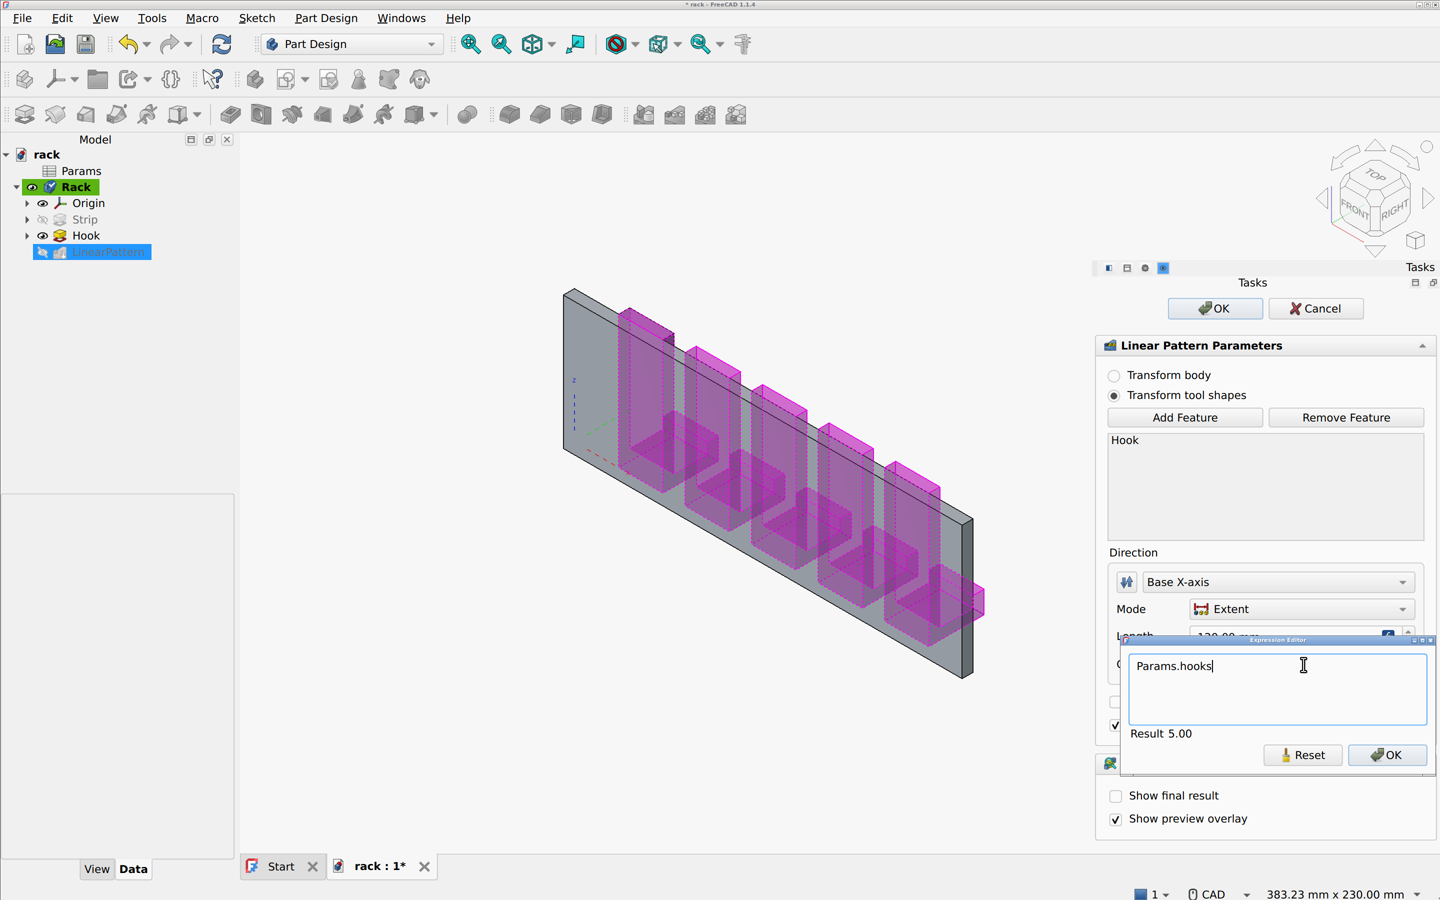 * rack - FreeCAD 1.1.4
File Edit View Tools Macro Sketch Part Design Windows Help
Part Design
Model
rack
Params
Rack
Origin
Strip
Hook
LinearPattern
View Data
TOP
FRONT
RIGHT
z
Tasks
Tasks
OK Cancel
Linear Pattern Parameters
Transform body
Transform tool shapes
Add Feature Remove Feature
Hook
Direction
Base X-axis
Mode Extent
Length 120.00 mm
Expression Editor
Params.hooks
Result 5.00
Reset OK
Show final result
Show preview overlay
Start rack : 1*
1 CAD 383.23 mm x 230.00 mm